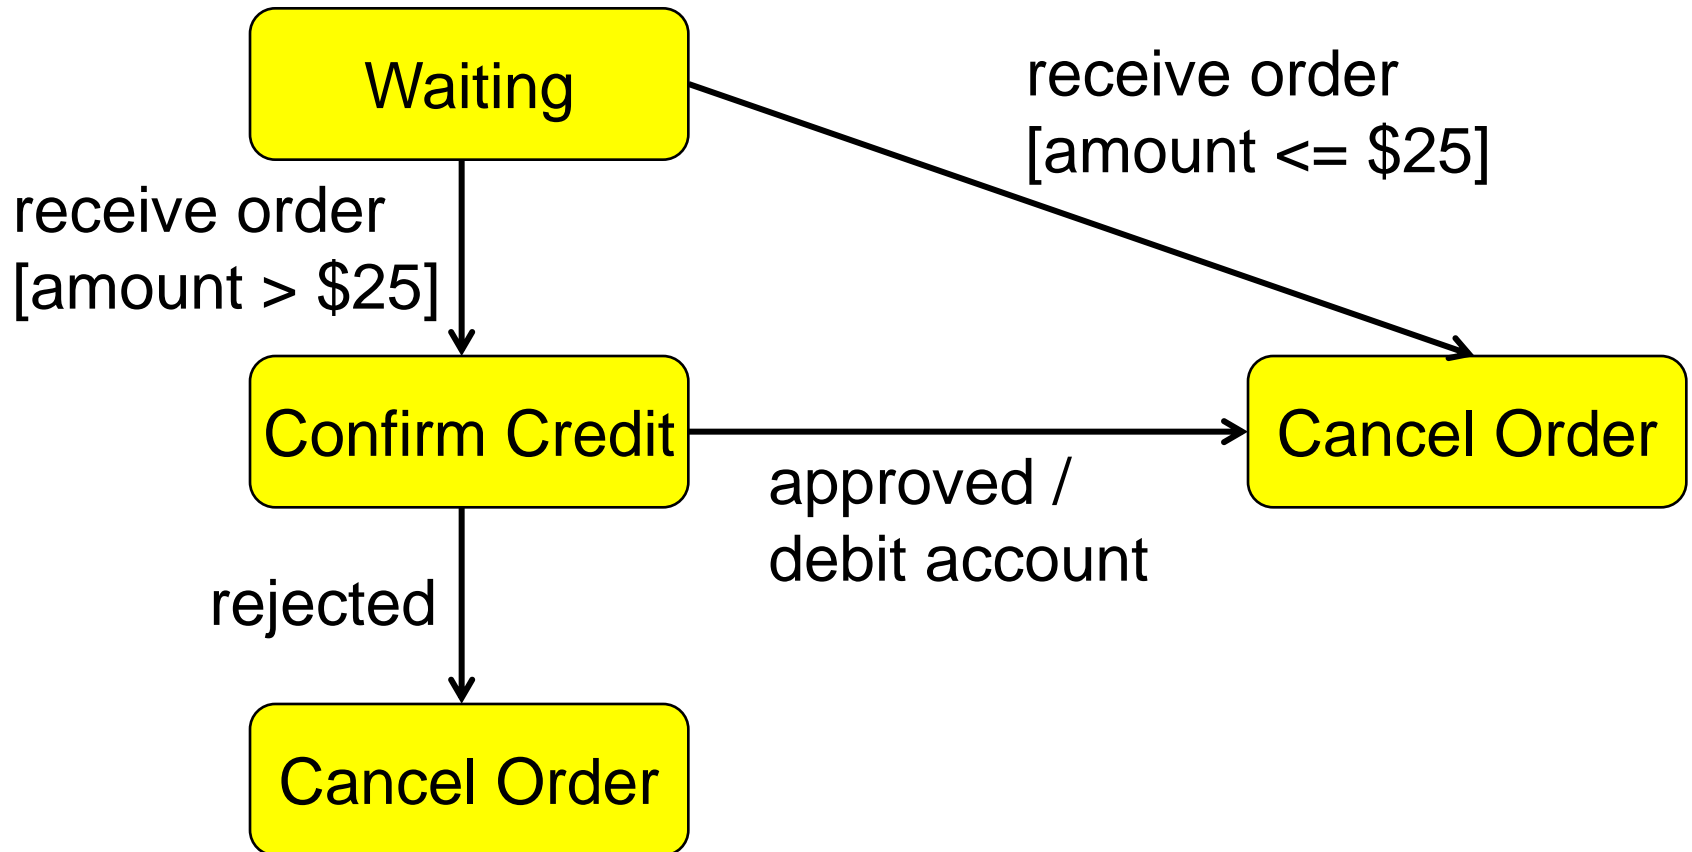 Waiting
receive order
[amount <= $25]
receive order
[amount > $25]
Confirm Credit
Cancel Order
approved /
debit account
rejected
Cancel Order